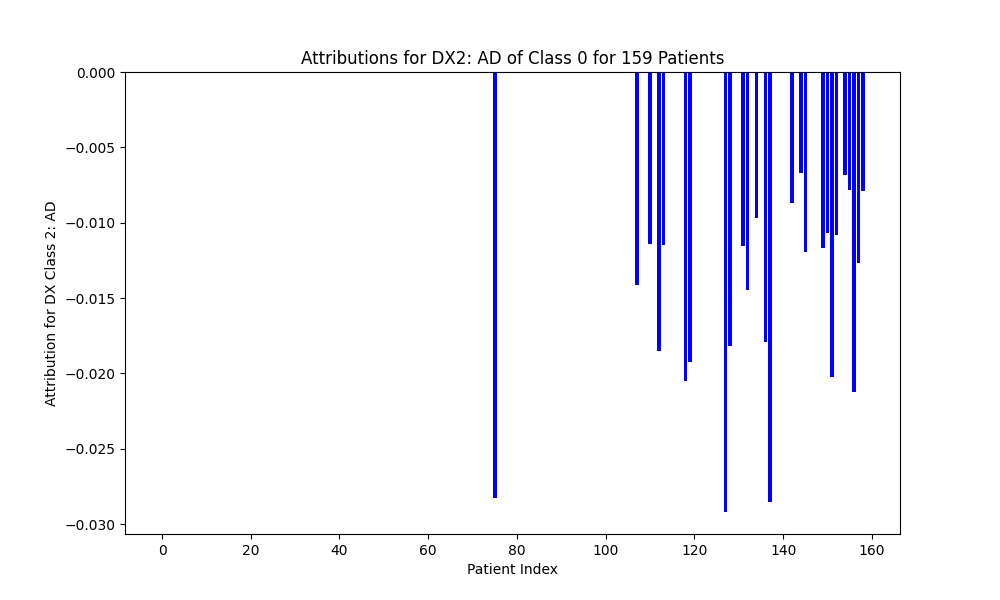 Attributions for DX2: AD of Class 0 for 159 Patients
Attribution for DX Class 2: AD
0.000
−0.005
−0.010
−0.015
−0.020
−0.025
−0.030
0 20 40 60 80 100 120 140 160
Patient Index